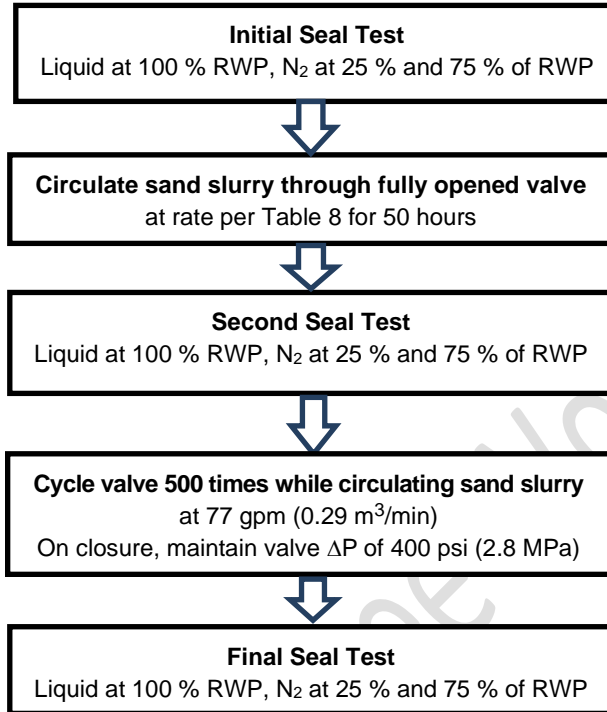 Initial Seal Test
Liquid at 100 % RWP, N₂ at 25 % and 75 % of RWP
Circulate sand slurry through fully opened valve
at rate per Table 8 for 50 hours
Second Seal Test
Liquid at 100 % RWP, N₂ at 25 % and 75 % of RWP
Cycle valve 500 times while circulating sand slurry
at 77 gpm (0.29 m³/min)
On closure, maintain valve ∆P of 400 psi (2.8 MPa)
Final Seal Test
Liquid at 100 % RWP, N₂ at 25 % and 75 % of RWP